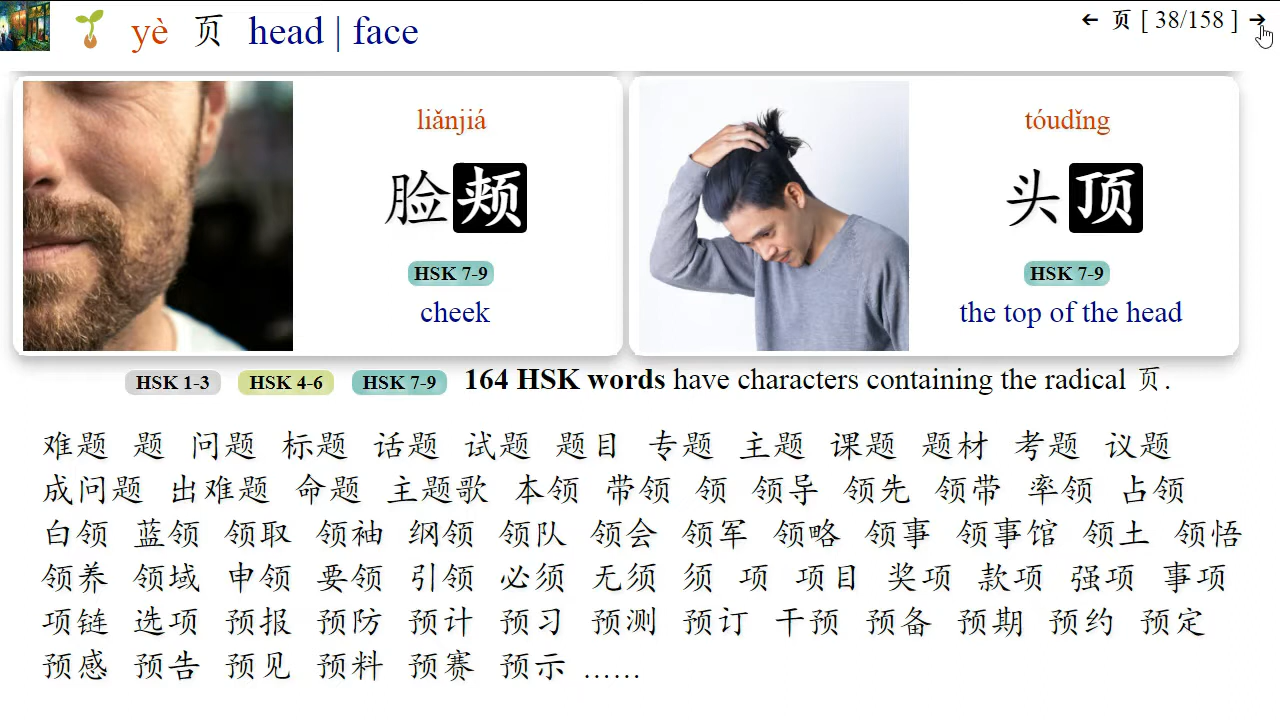 yè 页 head | face
← 页 [ 38/158 ] →
liǎnjiá
脸颊
HSK 7-9
cheek
tóudǐng
头顶
HSK 7-9
the top of the head
HSK 1-3 HSK 4-6 HSK 7-9 164 HSK words have characters containing the radical 页.
难题 题 问题 标题 话题 试题 题目 专题 主题 课题 题材 考题 议题
成问题 出难题 命题 主题歌 本领 带领 领 领导 领先 领带 率领 占领
白领 蓝领 领取 领袖 纲领 领队 领会 领军 领略 领事 领事馆 领土 领悟
领养 领域 申领 要领 引领 必须 无须 须 项 项目 奖项 款项 强项 事项
项链 选项 预报 预防 预计 预习 预测 预订 干预 预备 预期 预约 预定
预感 预告 预见 预料 预赛 预示 ……